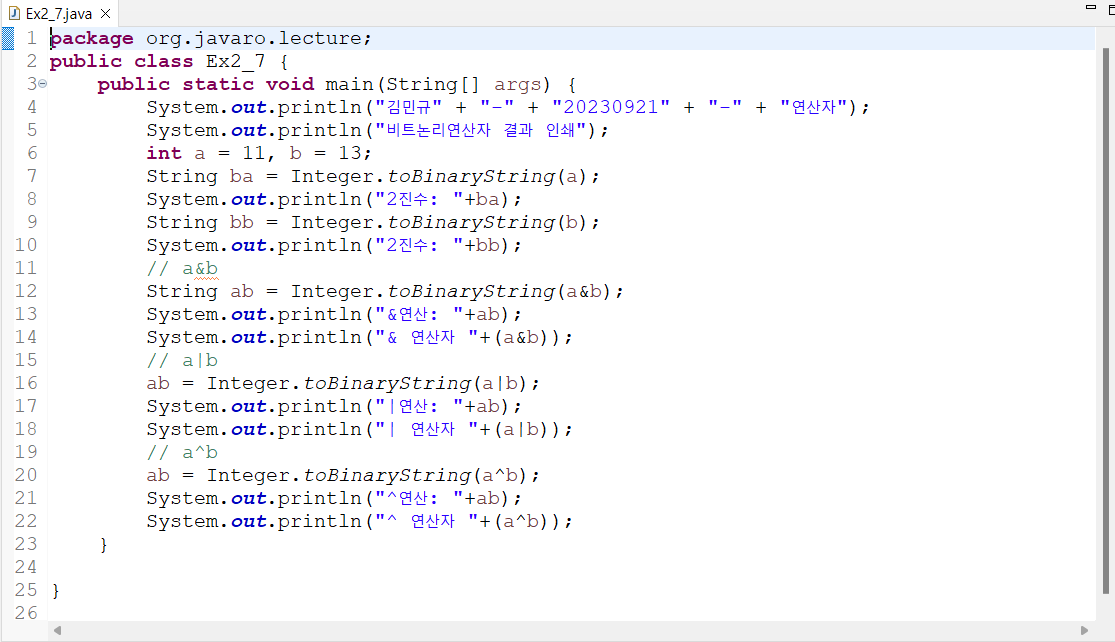 Ex2_7.java
1 package org.javaro.lecture;
2 public class Ex2_7 {
3 public static void main(String[] args) {
4 System.out.println("김민규" + "-" + "20230921" + "-" + "연산자");
5 System.out.println("비트논리연산자 결과 인쇄");
6 int a = 11, b = 13;
7 String ba = Integer.toBinaryString(a);
8 System.out.println("2진수: "+ba);
9 String bb = Integer.toBinaryString(b);
10 System.out.println("2진수: "+bb);
11 // a&b
12 String ab = Integer.toBinaryString(a&b);
13 System.out.println("&연산: "+ab);
14 System.out.println("& 연산자 "+(a&b));
15 // a|b
16 ab = Integer.toBinaryString(a|b);
17 System.out.println("|연산: "+ab);
18 System.out.println("| 연산자 "+(a|b));
19 // a^b
20 ab = Integer.toBinaryString(a^b);
21 System.out.println("^연산: "+ab);
22 System.out.println("^ 연산자 "+(a^b));
23 }
24
25 }
26